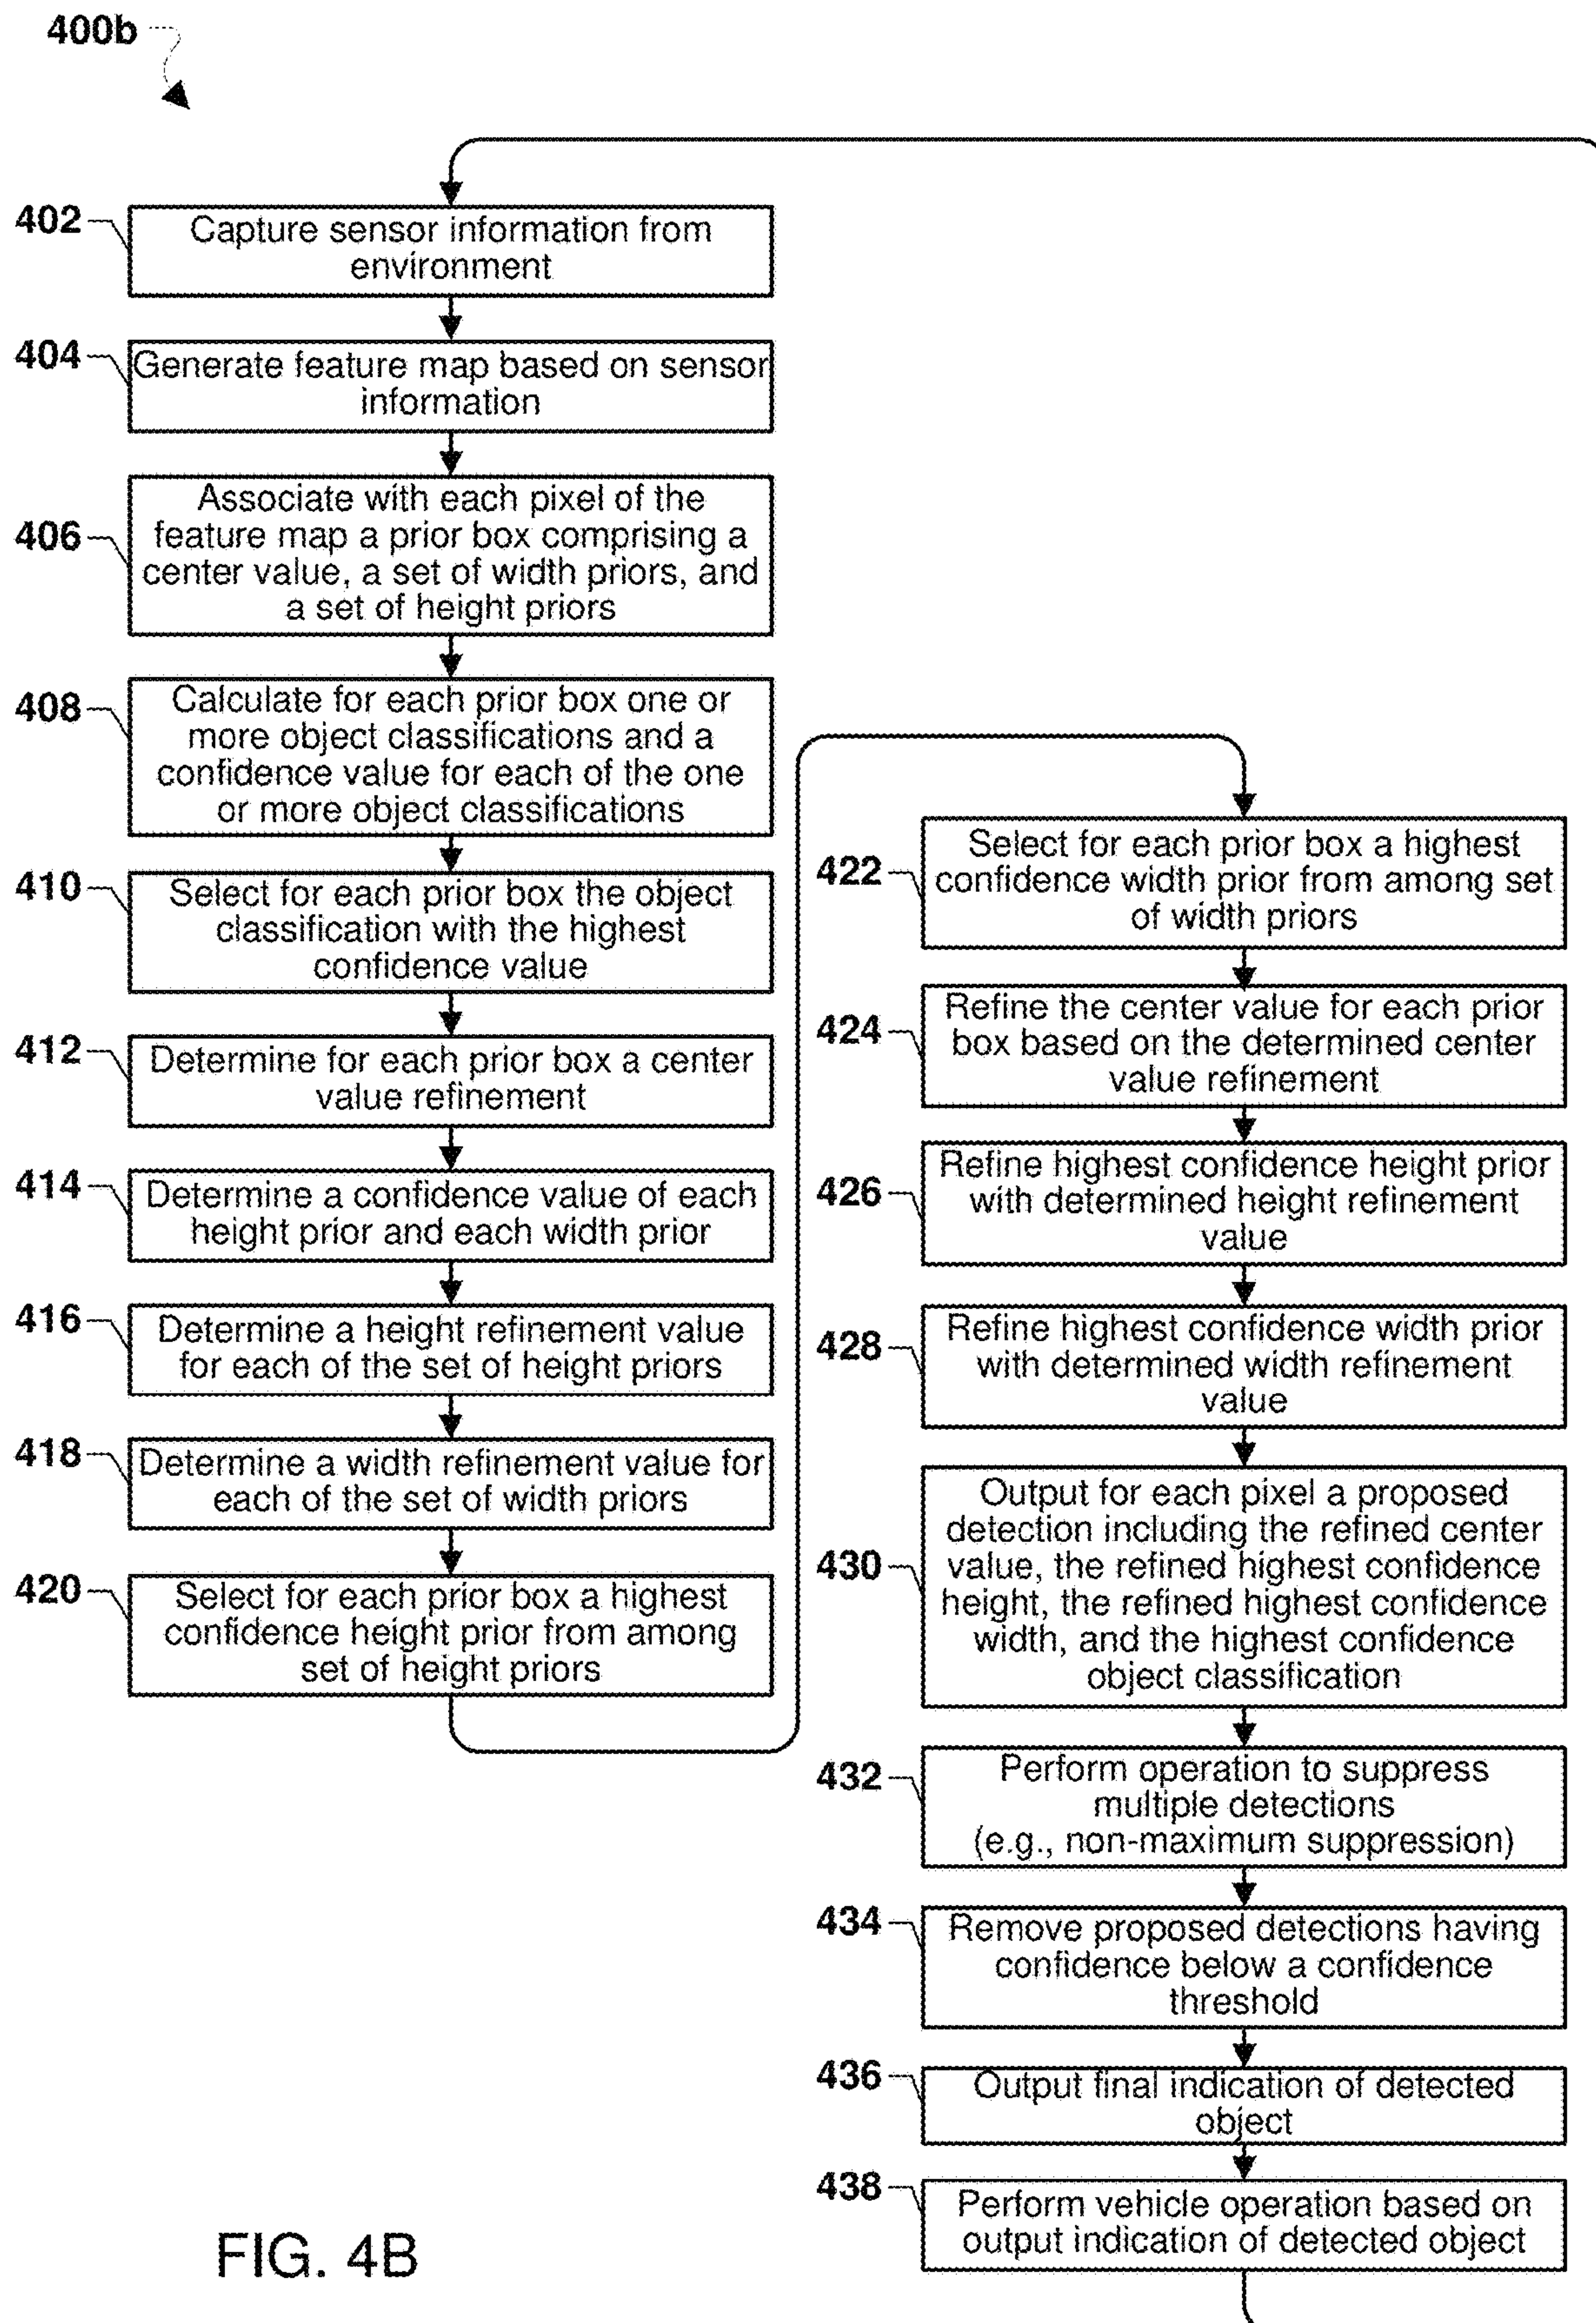 400b
402
Capture sensor information from
environment
404
Generate feature map based on sensor
information
406
Associate with each pixel of the
feature map a prior box comprising a
center value, a set of width priors, and
a set of height priors
408
Calculate for each prior box one or
more object classifications and a
confidence value for each of the one
or more object classifications
410
Select for each prior box the object
classification with the highest
confidence value
412
Determine for each prior box a center
value refinement
414
Determine a confidence value of each
height prior and each width prior
416
Determine a height refinement value
for each of the set of height priors
418
Determine a width refinement value for
each of the set of width priors
420
Select for each prior box a highest
confidence height prior from among
set of height priors
422
Select for each prior box a highest
confidence width prior from among set
of width priors
424
Refine the center value for each prior
box based on the determined center
value refinement
426
Refine highest confidence height prior
with determined height refinement
value
428
Refine highest confidence width prior
with determined width refinement
value
430
Output for each pixel a proposed
detection including the refined center
value, the refined highest confidence
height, the refined highest confidence
width, and the highest confidence
object classification
432
Perform operation to suppress
multiple detections
(e.g., non-maximum suppression)
434
Remove proposed detections having
confidence below a confidence
threshold
436
Output final indication of detected
object
438
Perform vehicle operation based on
output indication of detected object
FIG. 4B